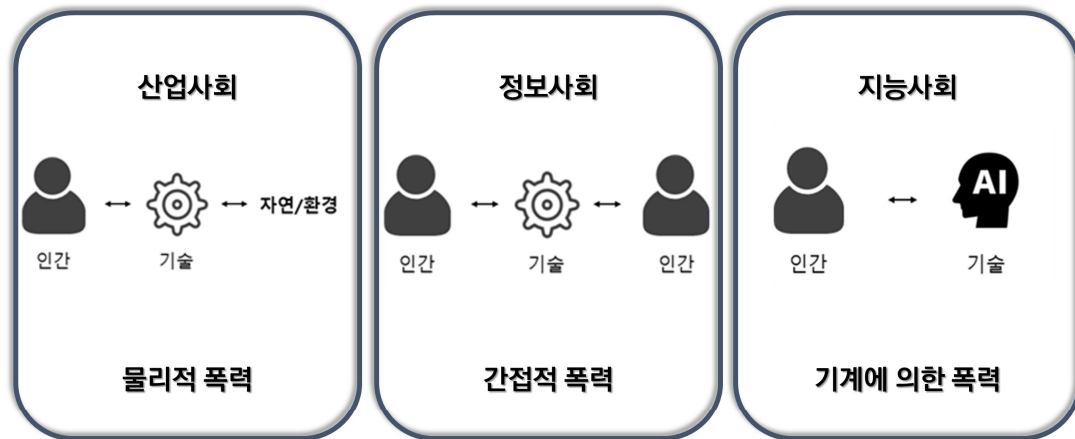 산업사회
인간
기술
자연/환경
물리적 폭력
정보사회
인간
기술
인간
간접적 폭력
지능사회
AI
인간
기술
기계에 의한 폭력